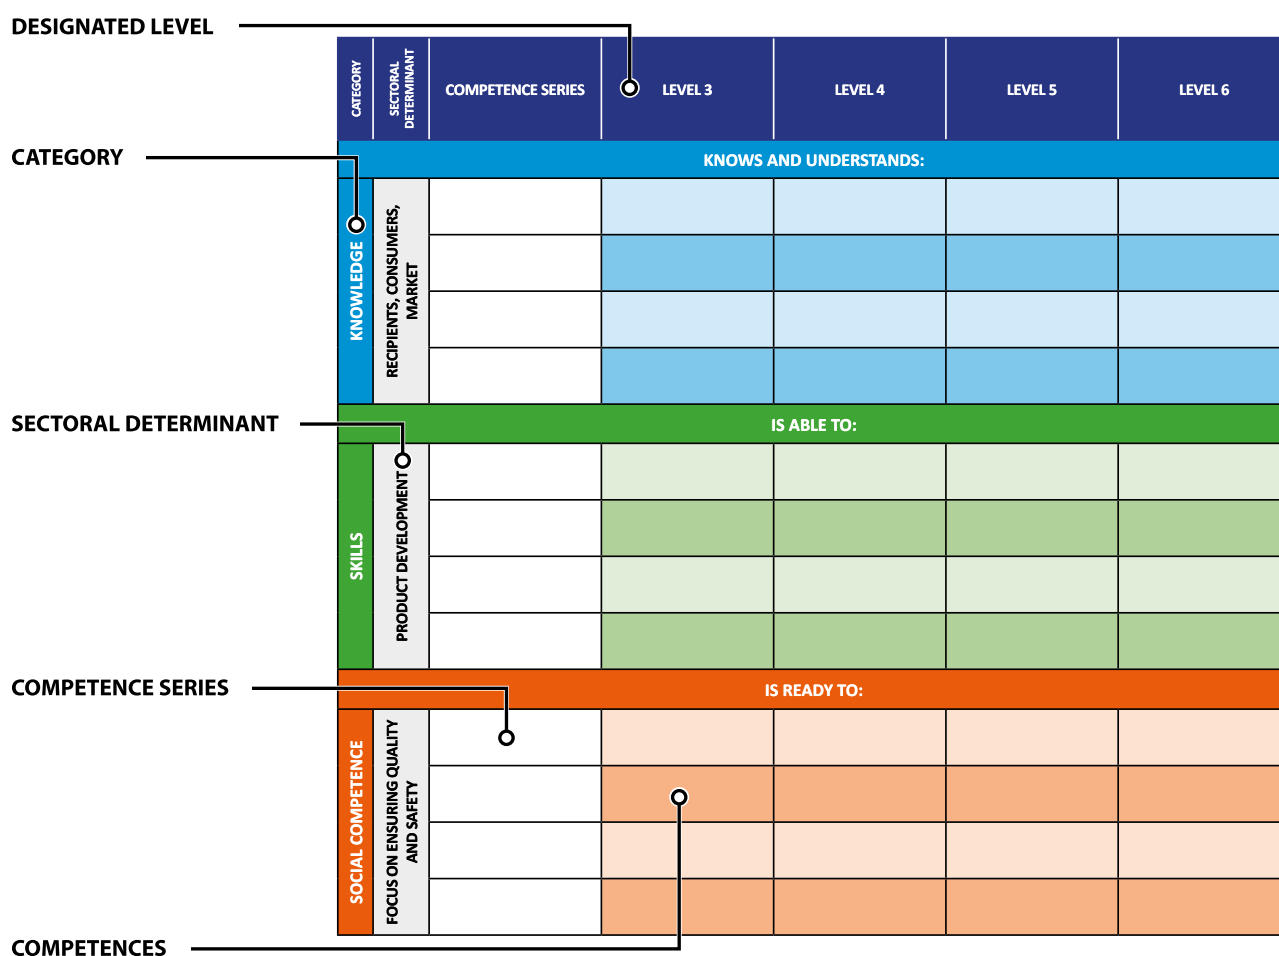 DESIGNATED LEVEL
CATEGORY
SECTORAL
DETERMINANT
COMPETENCE SERIES
LEVEL 3
LEVEL 4
LEVEL 5
LEVEL 6
CATEGORY
KNOWS AND UNDERSTANDS:
KNOWLEDGE
RECIPIENTS, CONSUMERS,
MARKET
SECTORAL DETERMINANT
IS ABLE TO:
SKILLS
PRODUCT DEVELOPMENT
COMPETENCE SERIES
IS READY TO:
SOCIAL COMPETENCE
FOCUS ON ENSURING QUALITY
AND SAFETY
COMPETENCES